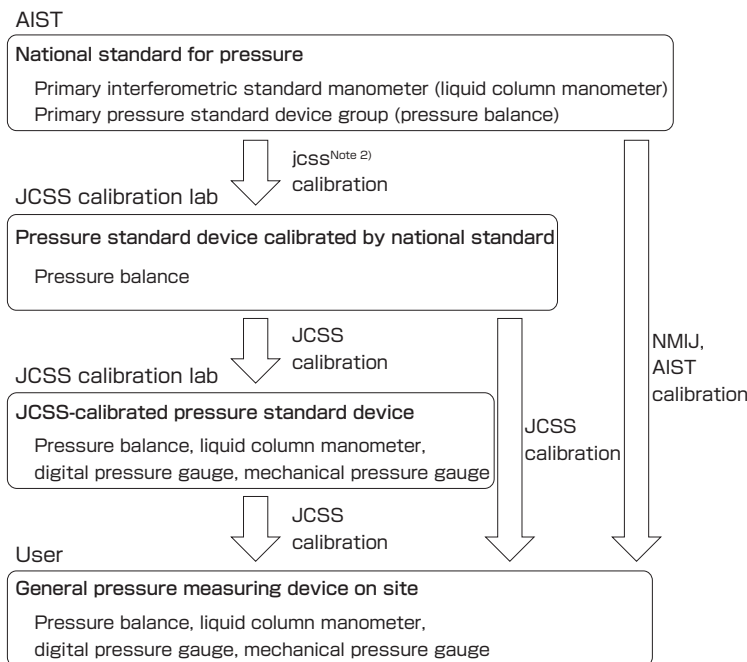 AIST
National standard for pressure
Primary interferometric standard manometer (liquid column manometer)
Primary pressure standard device group (pressure balance)
jcssNote 2)
calibration
JCSS calibration lab
Pressure standard device calibrated by national standard
Pressure balance
JCSS
calibration
NMIJ,
AIST
calibration
JCSS calibration lab
JCSS-calibrated pressure standard device
Pressure balance, liquid column manometer,
digital pressure gauge, mechanical pressure gauge
JCSS
calibration
JCSS
calibration
User
General pressure measuring device on site
Pressure balance, liquid column manometer,
digital pressure gauge, mechanical pressure gauge